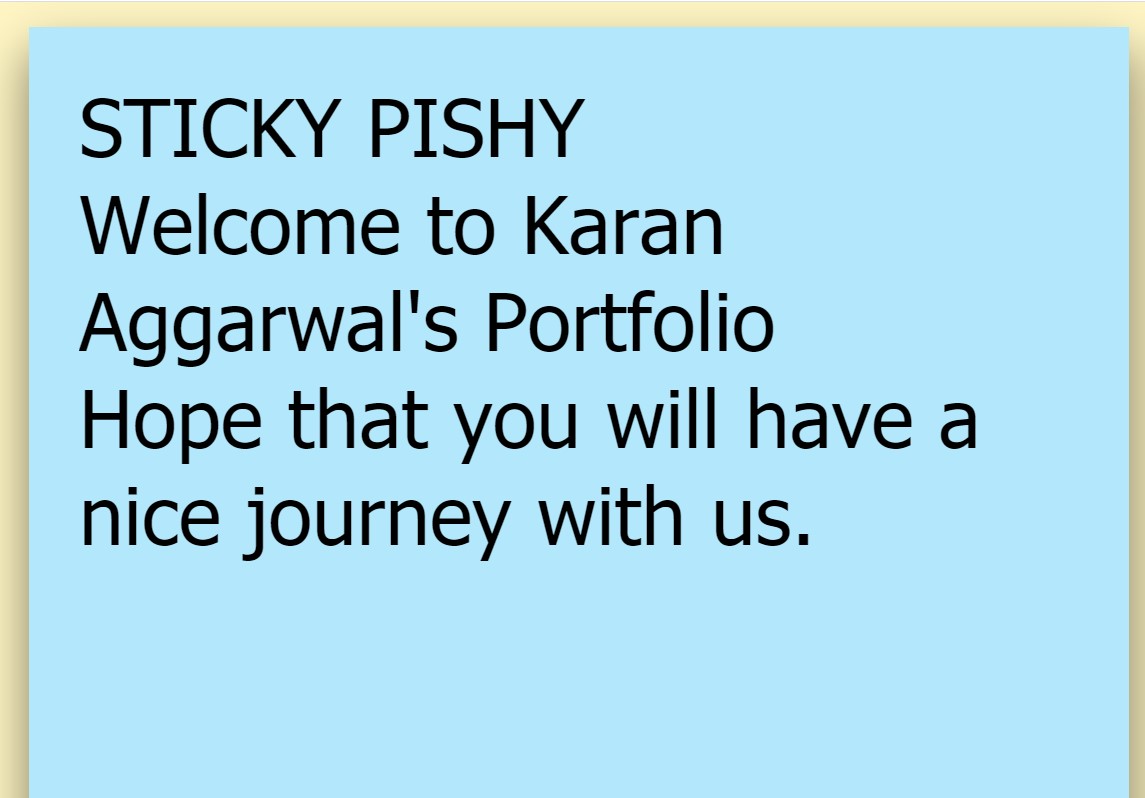 STICKY PISHY
Welcome to Karan
Aggarwal's Portfolio
Hope that you will have a
nice journey with us.